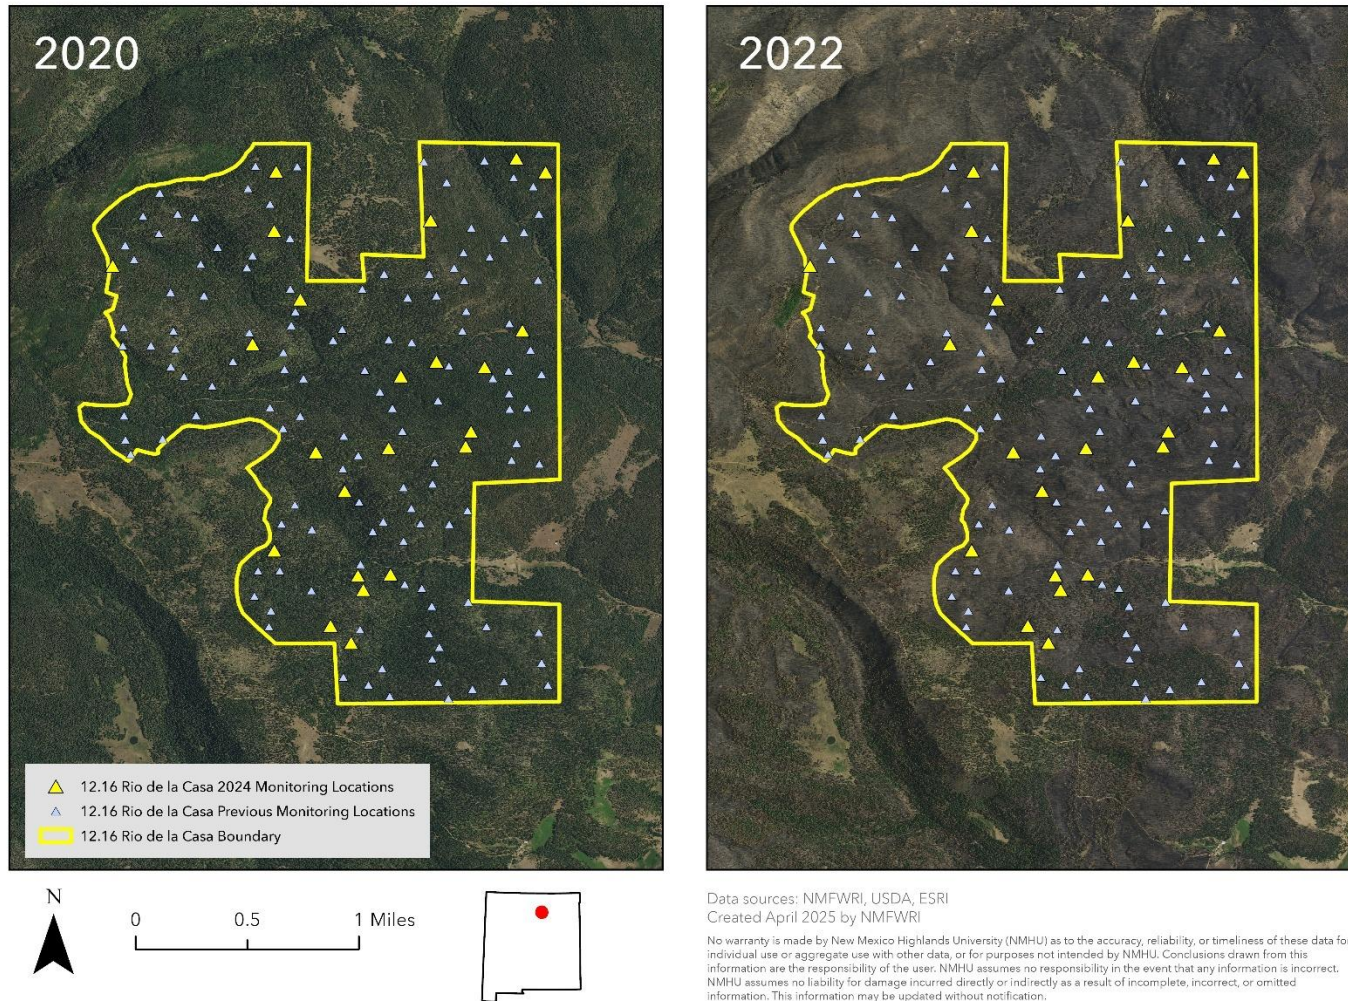 2020
2022
12.16 Rio de la Casa 2024 Monitoring Locations
12.16 Rio de la Casa Previous Monitoring Locations
12.16 Rio de la Casa Boundary
N
0 0.5 1 Miles
Data sources: NMFWRI, USDA, ESRI
Created April 2025 by NMFWRI
No warranty is made by New Mexico Highlands University (NMHU) as to the accuracy, reliability, or timeliness of these data for
individual use or aggregate use with other data, or for purposes not intended by NMHU. Conclusions drawn from this
information are the responsibility of the user. NMHU assumes no responsibility in the event that any information is incorrect.
NMHU assumes no liability for damage incurred directly or indirectly as a result of incomplete, incorrect, or omitted
information. This information may be updated without notification.